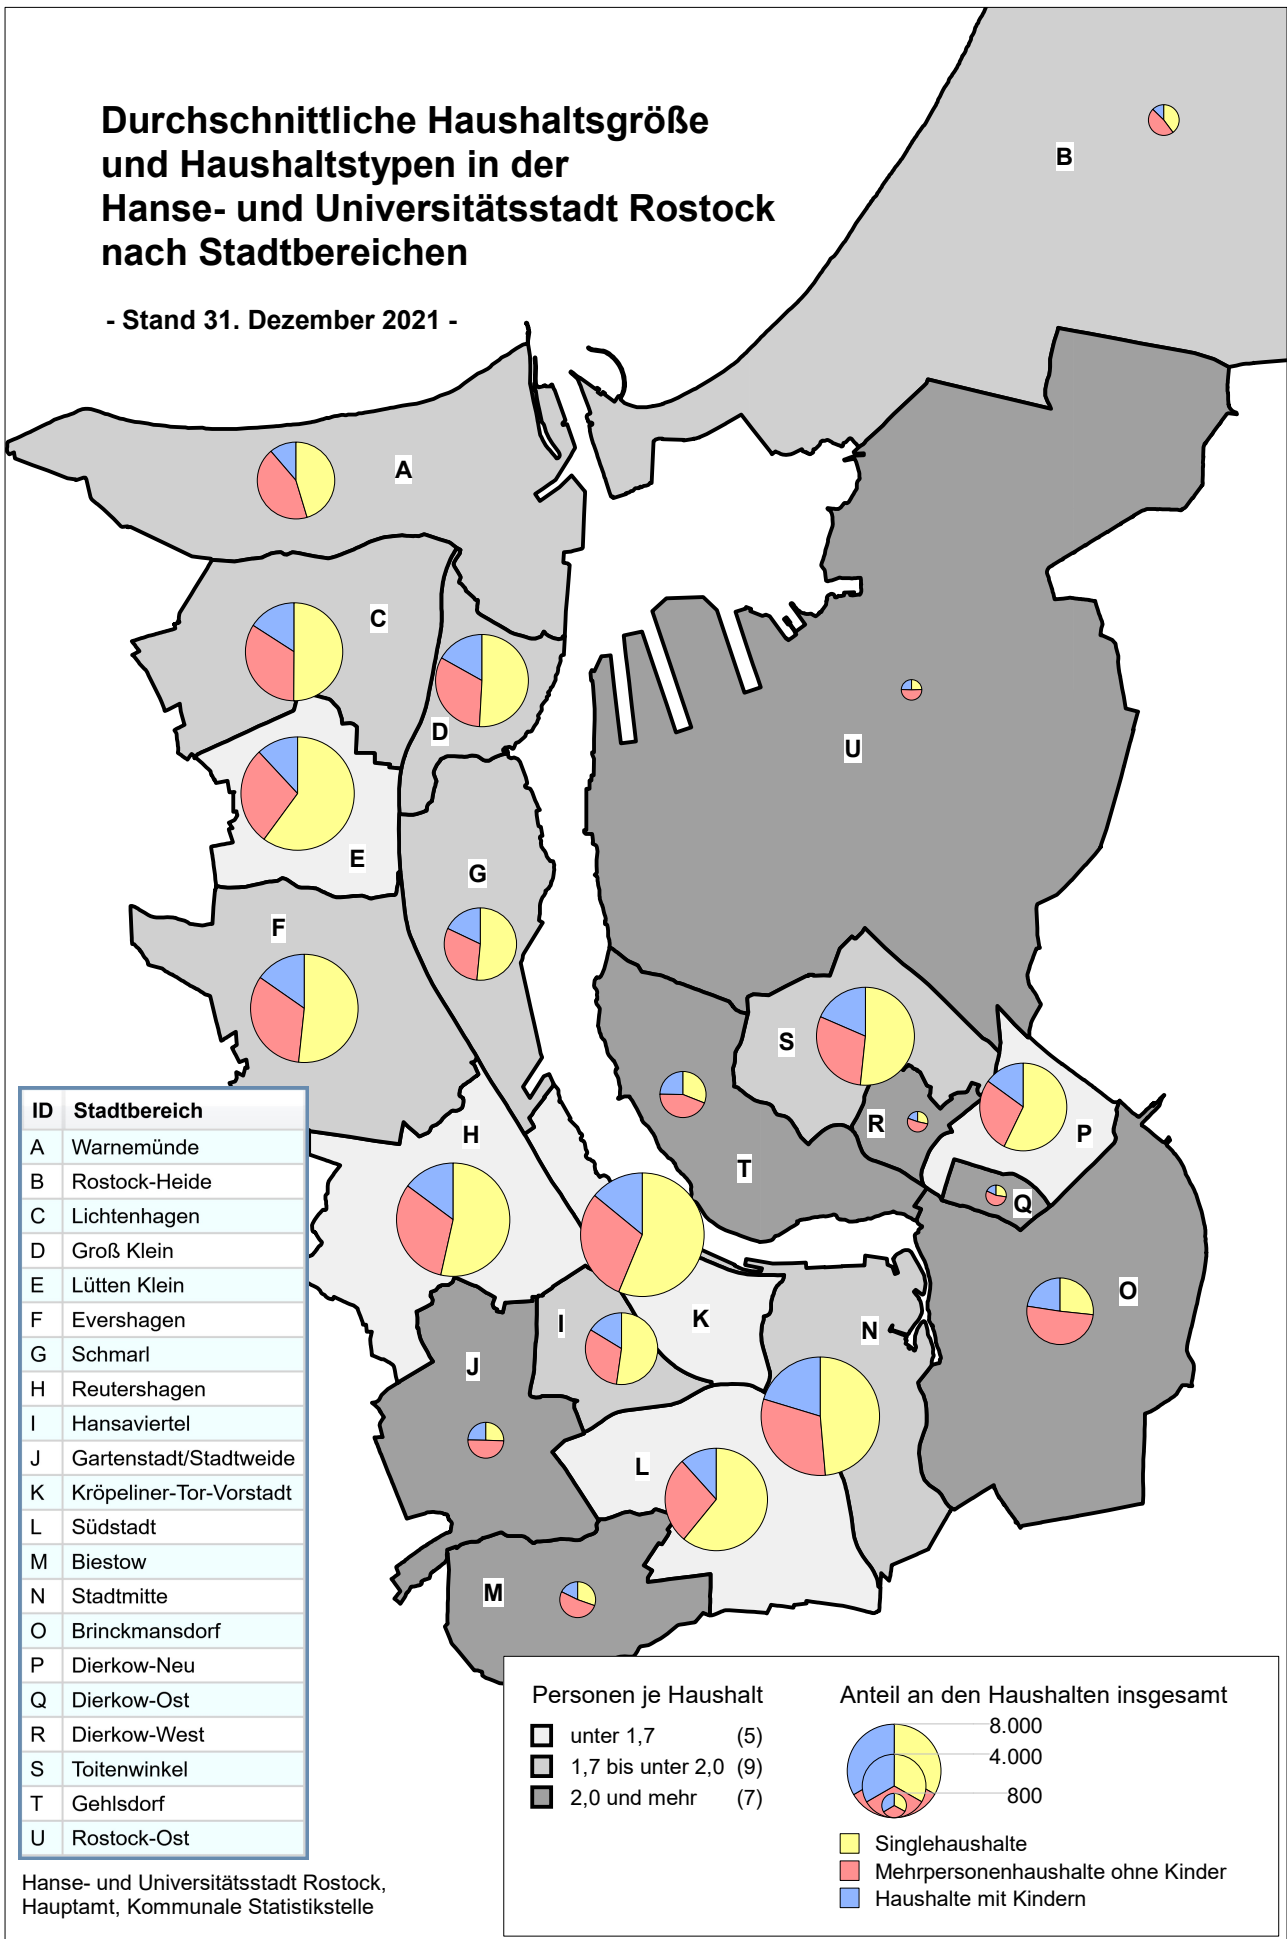 Durchschnittliche Haushaltsgröße
und Haushaltstypen in der
Hanse- und Universitätsstadt Rostock
nach Stadtbereichen
- Stand 31. Dezember 2021 -
B
A
C
D
U
E
G
F
S
H
R
P
T
Q
O
I
K
N
J
L
M
ID Stadtbereich
A Warnemünde
B Rostock-Heide
C Lichtenhagen
D Groß Klein
E Lütten Klein
F Evershagen
G Schmarl
H Reutershagen
I Hansaviertel
J Gartenstadt/Stadtweide
K Kröpeliner-Tor-Vorstadt
L Südstadt
M Biestow
N Stadtmitte
O Brinckmansdorf
P Dierkow-Neu
Q Dierkow-Ost
R Dierkow-West
S Toitenwinkel
T Gehlsdorf
U Rostock-Ost
Hanse- und Universitätsstadt Rostock,
Hauptamt, Kommunale Statistikstelle
Personen je Haushalt
unter 1,7 (5)
1,7 bis unter 2,0 (9)
2,0 und mehr (7)
Anteil an den Haushalten insgesamt
8.000
4.000
800
Singlehaushalte
Mehrpersonenhaushalte ohne Kinder
Haushalte mit Kindern